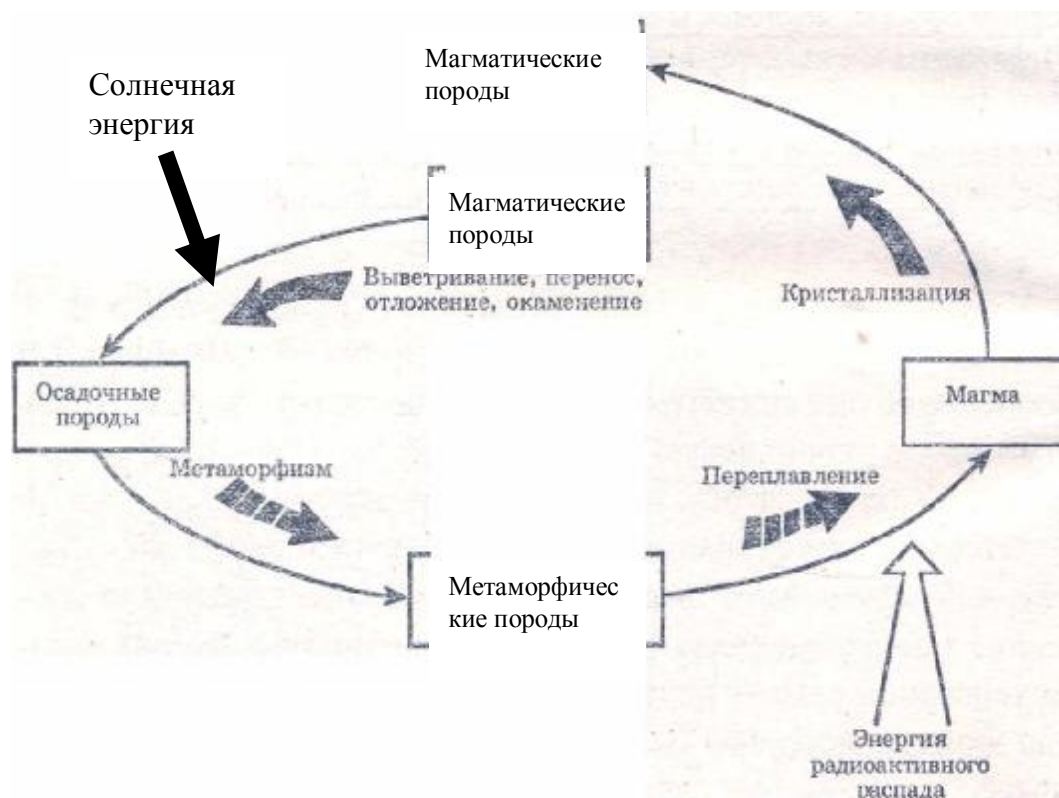 Магматические
породы
Солнечная
энергия
Магматические
породы
Выветривание, перенос,
отложение, окаменение
Кристаллизация
Осадочные
породы
Магма
Метаморфизм
Переплавление
Метаморфичес
кие породы
Энергия
радиоактивного
распада